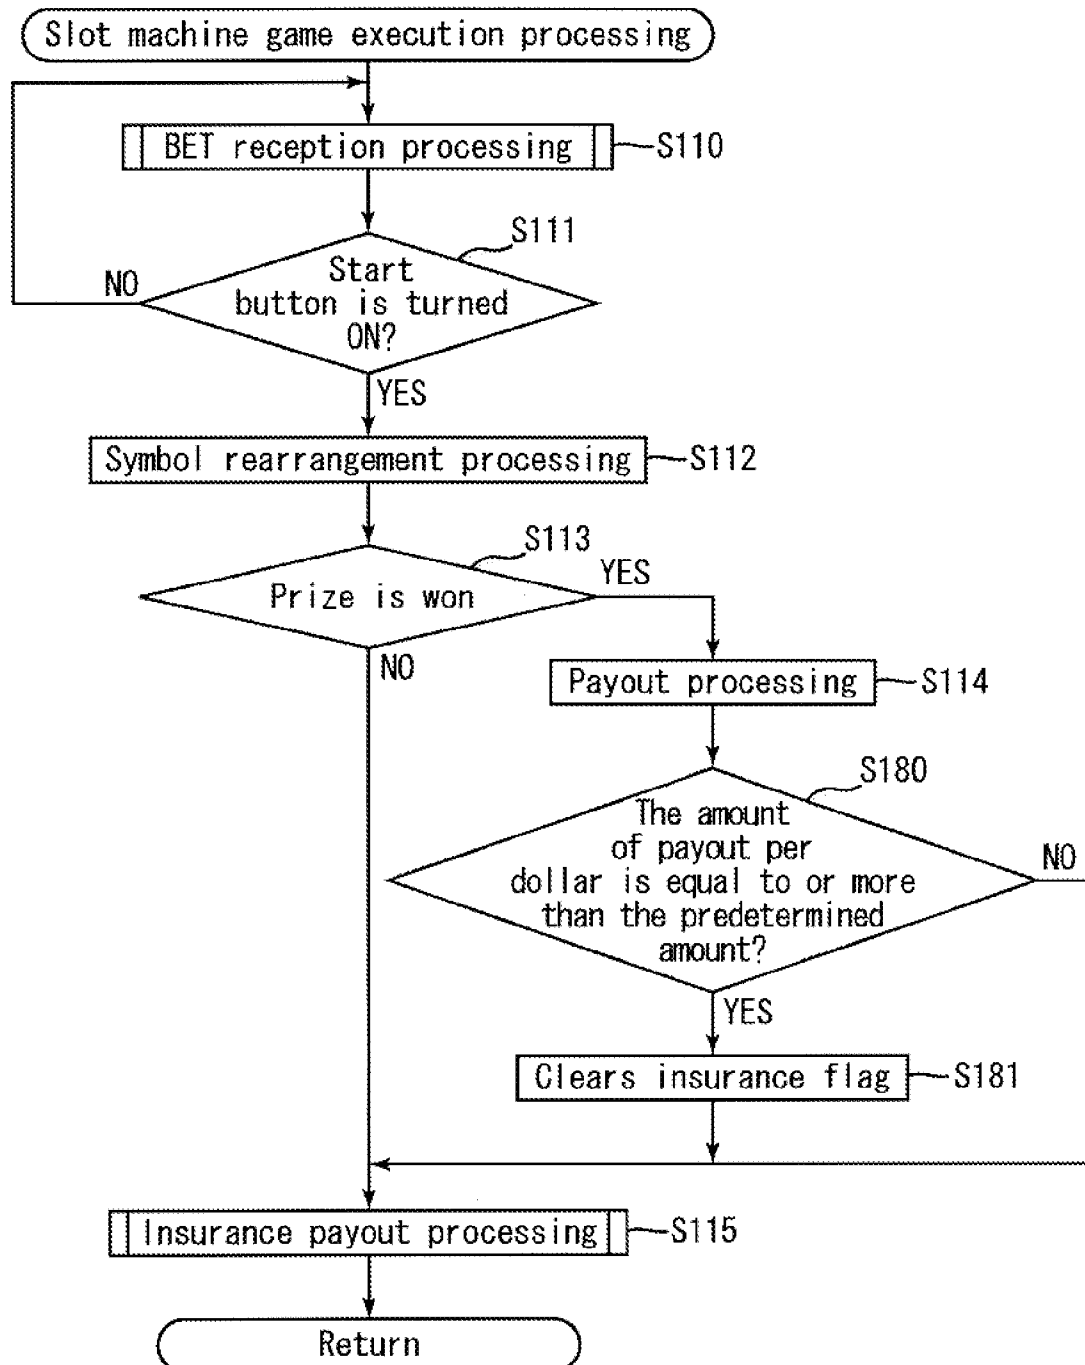 Slot machine game execution processing
BET reception processing
S110
S111
Start
button is turned
ON?
NO
YES
Symbol rearrangement processing
S112
S113
Prize is won
YES
NO
Payout processing
S114
S180
The amount
of payout per
dollar is equal to or more
than the predetermined
amount?
NO
YES
Clears insurance flag
S181
Insurance payout processing
S115
Return